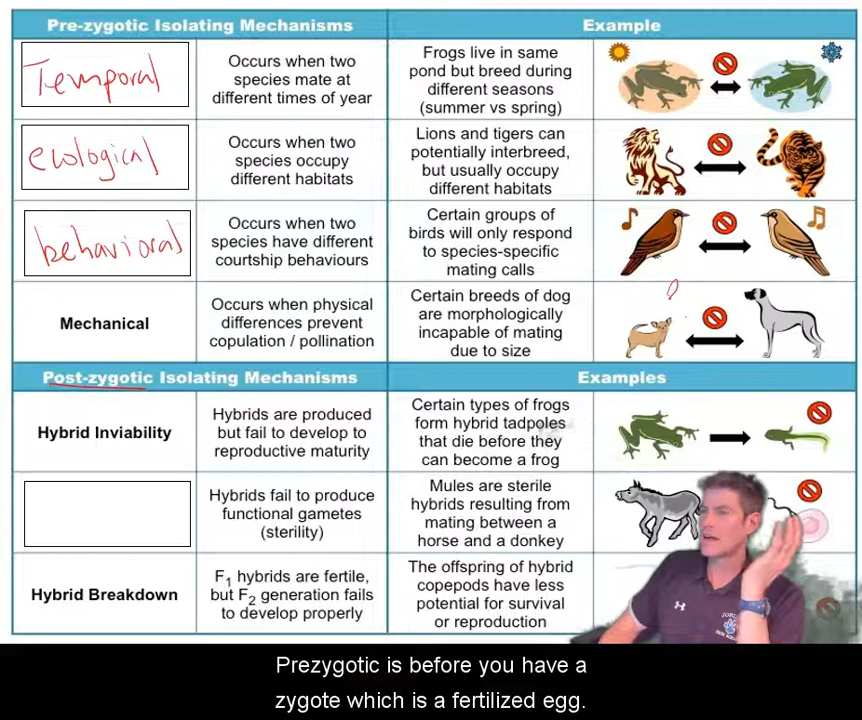 Pre-zygotic Isolating Mechanisms
Example
Temporal
Occurs when two
species mate at
different times of year
Frogs live in same
pond but breed during
different seasons
(summer vs spring)
ecological
Occurs when two
species occupy
different habitats
Lions and tigers can
potentially interbreed,
but usually occupy
different habitats
behavioral
Occurs when two
species have different
courtship behaviours
Certain groups of
birds will only respond
to species-specific
mating calls
Mechanical
Occurs when physical
differences prevent
copulation / pollination
Certain breeds of dog
are morphologically
incapable of mating
due to size
Post-zygotic Isolating Mechanisms
Examples
Hybrid Inviability
Hybrids are produced
but fail to develop to
reproductive maturity
Certain types of frogs
form hybrid tadpoles
that die before they
can become a frog
Hybrids fail to produce
functional gametes
(sterility)
Mules are sterile
hybrids resulting from
mating between a
horse and a donkey
Hybrid Breakdown
F₁ hybrids are fertile,
but F₂ generation fails
to develop properly
The offspring of hybrid
copepods have less
potential for survival
or reproduction
Prezygotic is before you have a
zygote which is a fertilized egg.